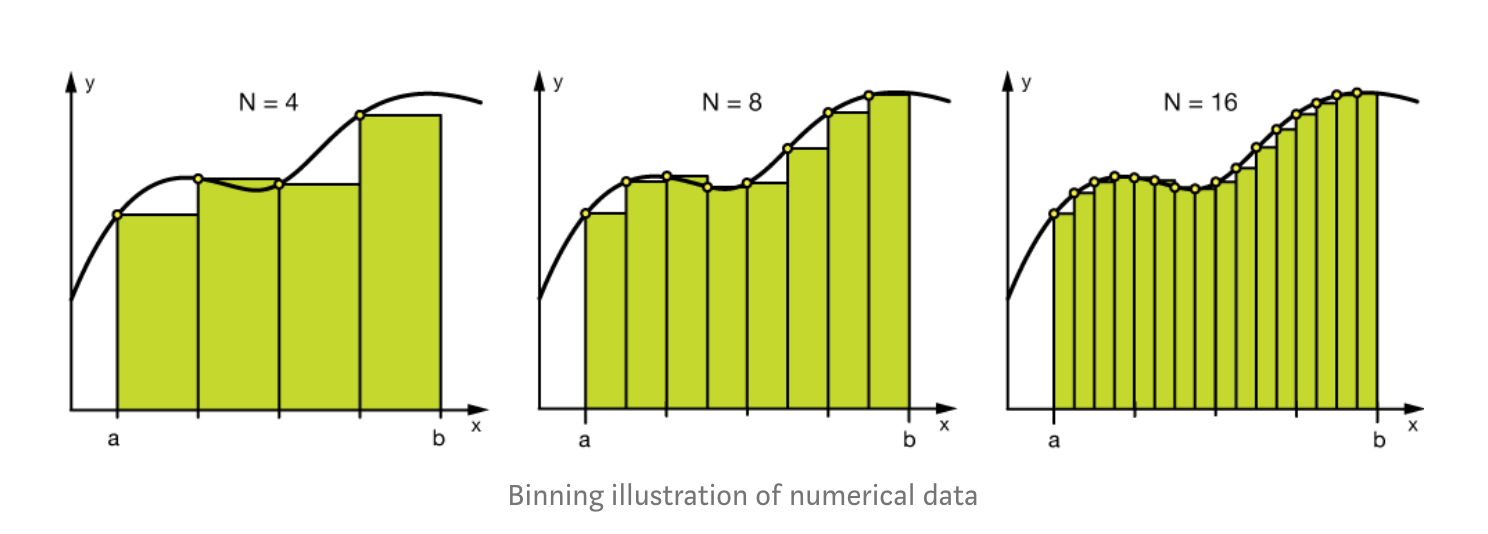 y
N = 4
a
b
x
y
N = 8
a
b
x
y
N = 16
a
b
x
Binning illustration of numerical data